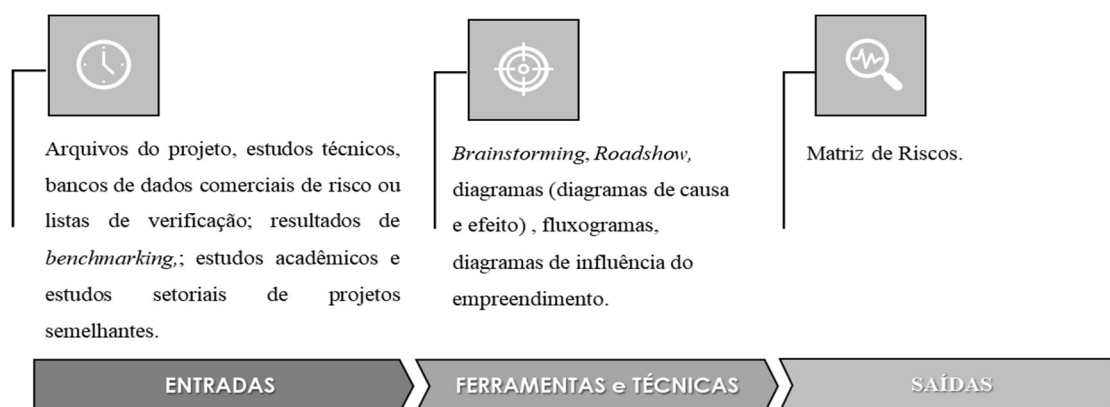 Arquivos do projeto, estudos técnicos,
bancos de dados comerciais de risco ou
listas de verificação; resultados de
benchmarking,; estudos acadêmicos e
estudos setoriais de projetos
semelhantes.
Brainstorming, Roadshow,
diagramas (diagramas de causa
e efeito) , fluxogramas,
diagramas de influência do
empreendimento.
Matriz de Riscos.
ENTRADAS
FERRAMENTAS e TÉCNICAS
SAÍDAS